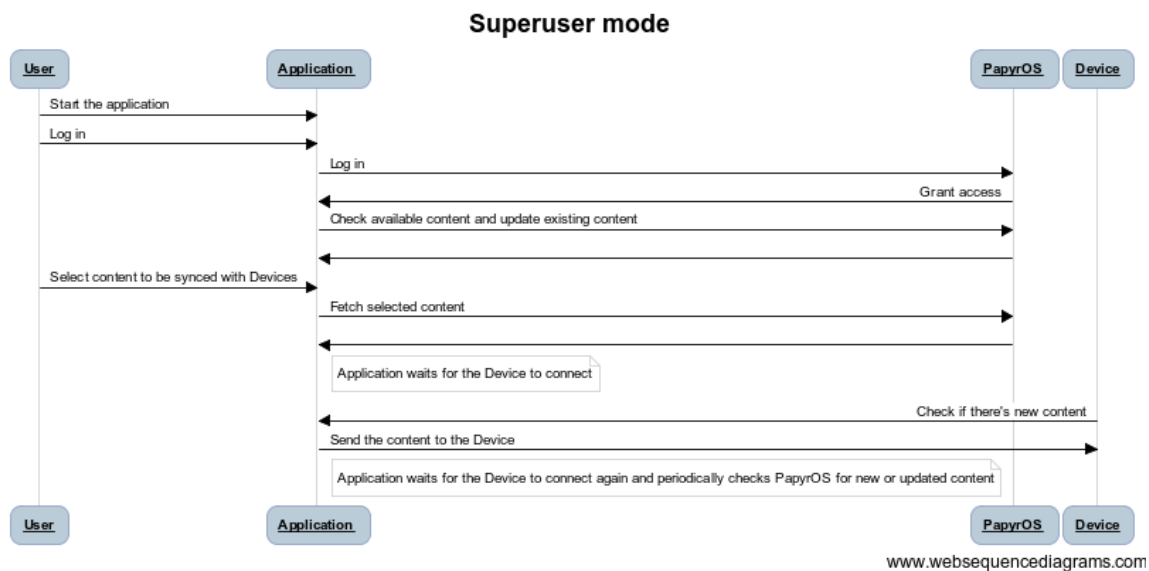 Superuser mode
User
Application
PapyrOS
Device
Start the application
Log in
Log in
Grant access
Check available content and update existing content
Select content to be synced with Devices
Fetch selected content
Application waits for the Device to connect
Check if there's new content
Send the content to the Device
Application waits for the Device to connect again and periodically checks PapyrOS for new or updated content
User
Application
PapyrOS
Device
www.websequencediagrams.com